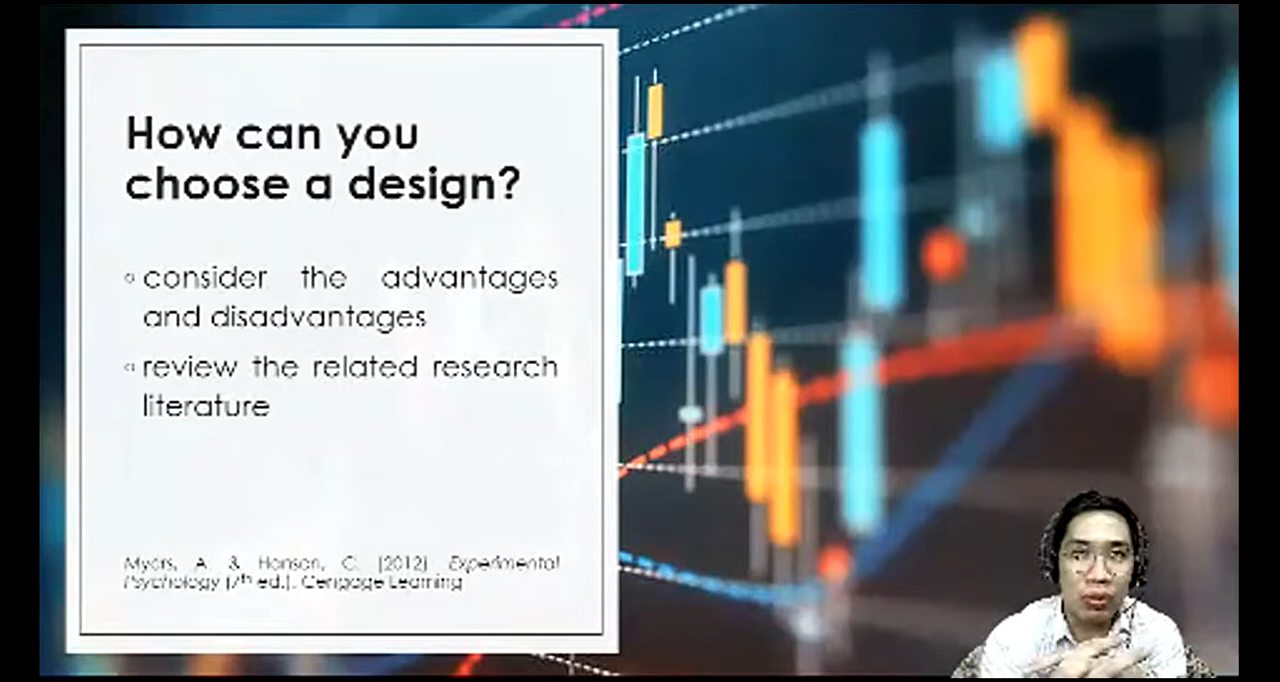 How can you
choose a design?
consider the advantages
and disadvantages
review the related research
literature
Myers, A. & Hansen, C. (2012) Experimental
Psychology (7th ed.). Cengage Learning